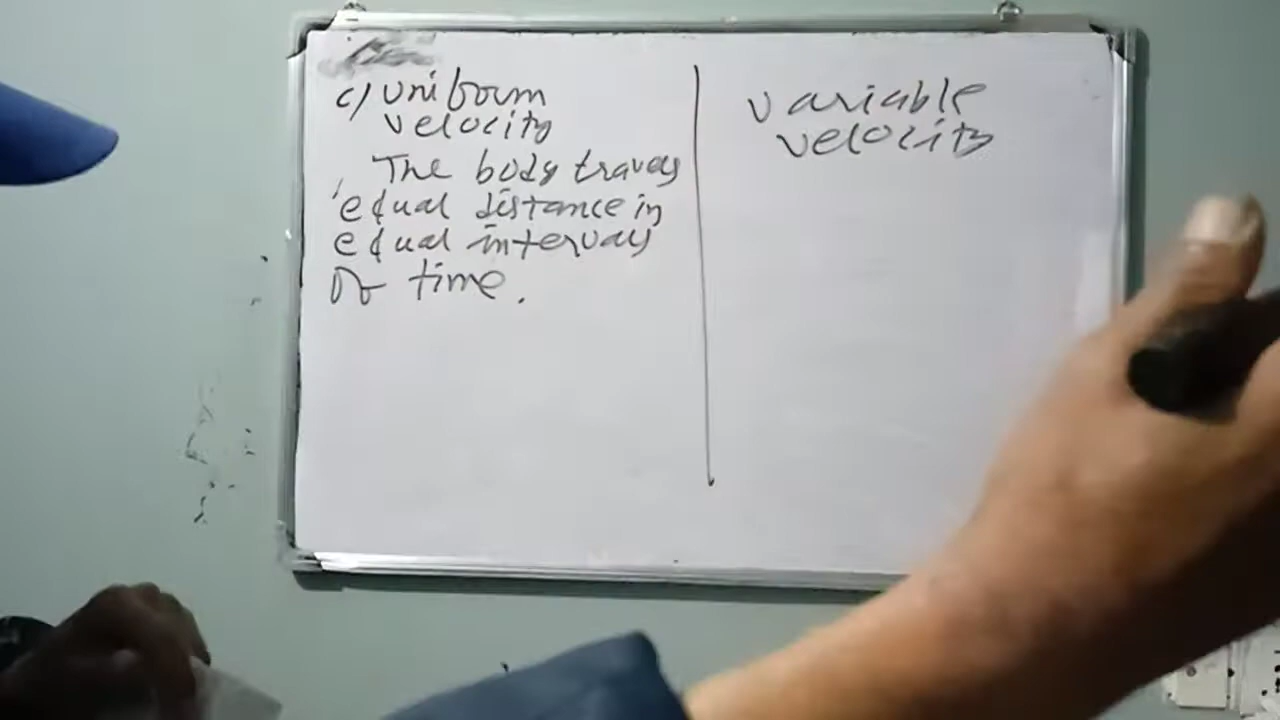 c) uniform
velocity
The body travels
equal distance in
equal intervals
of time.
variable
velocity